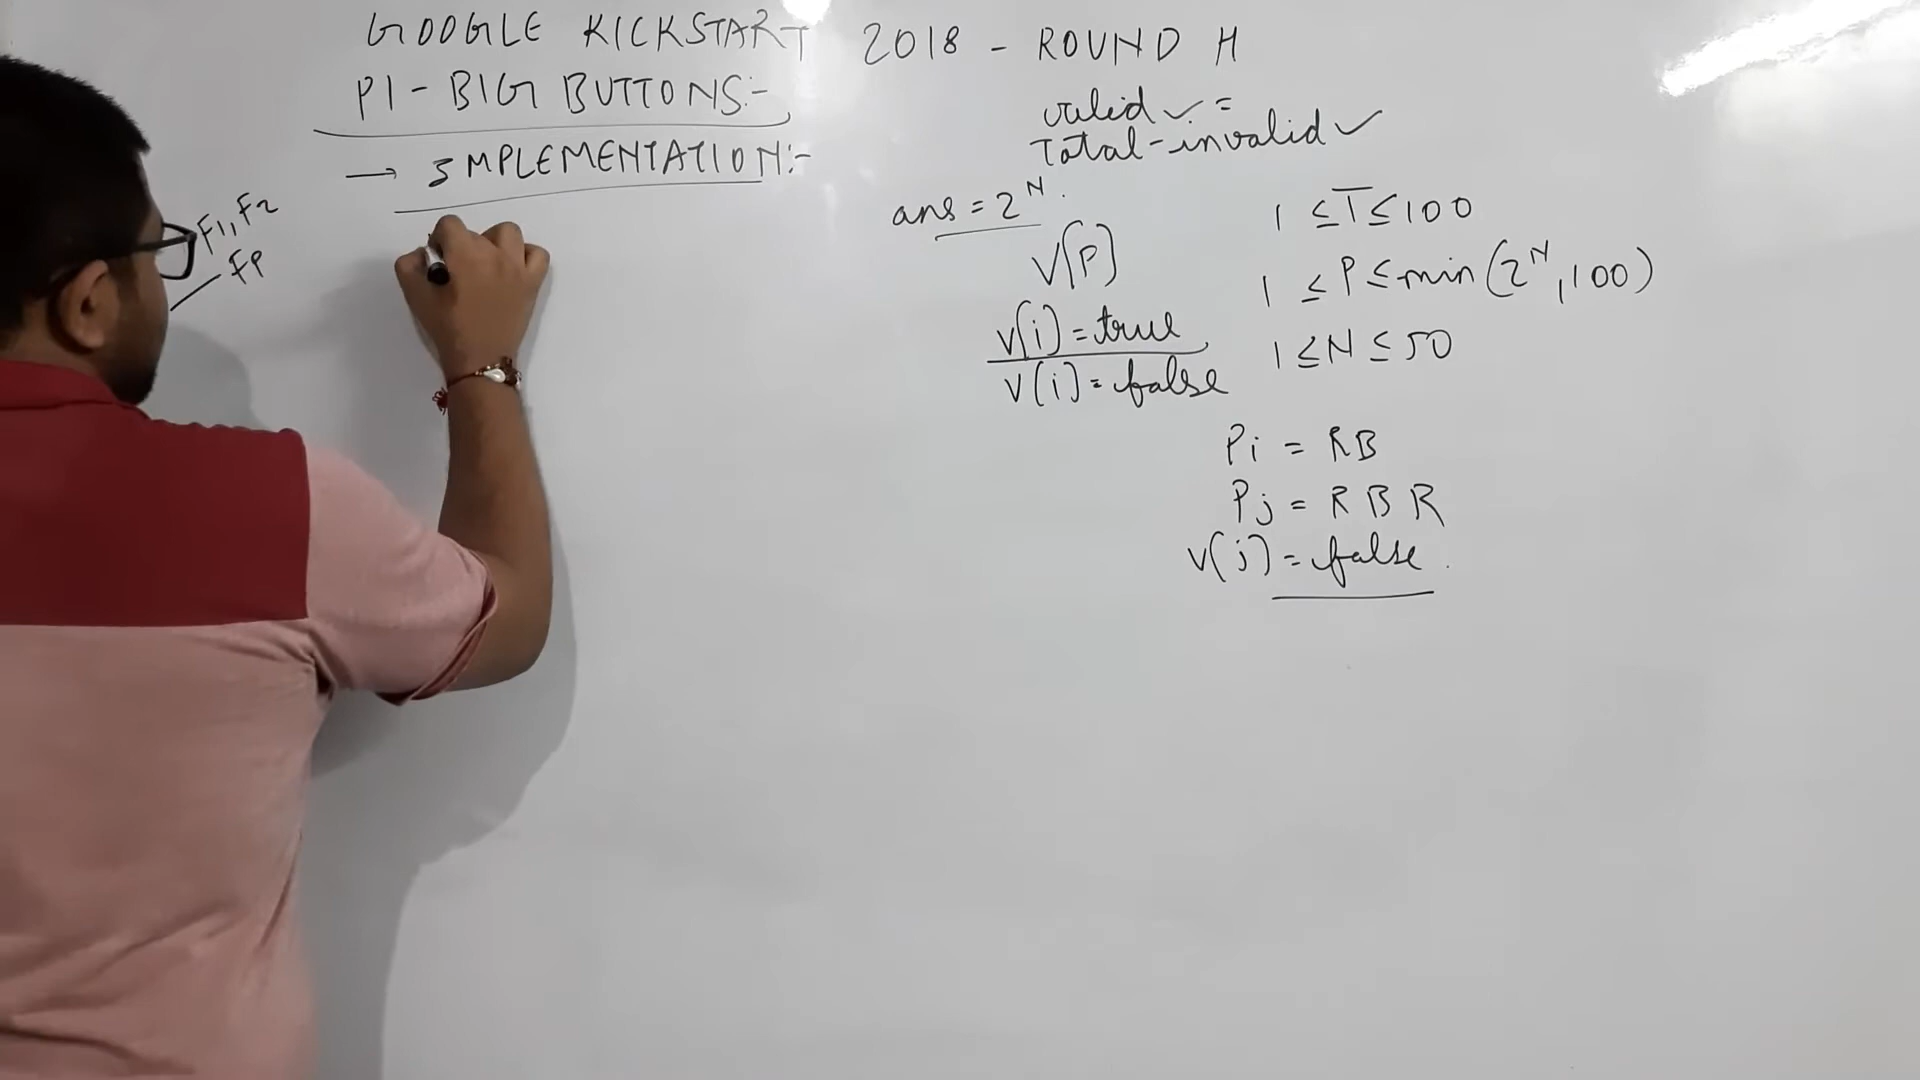 GOOGLE KICKSTART 2018 - ROUND H
P1 - BIG BUTTONS:-
→ IMPLEMENTATION:-
F1, F2
FP
valid ✓ =
Total-invalid ✓
ans = 2^N.
V[P]
v[i] = true
v[i] = false
1 ≤ T ≤ 100
1 ≤ P ≤ min(2^N, 100)
1 ≤ N ≤ 50
Pi = RB
Pj = R B R
v[j] = false.